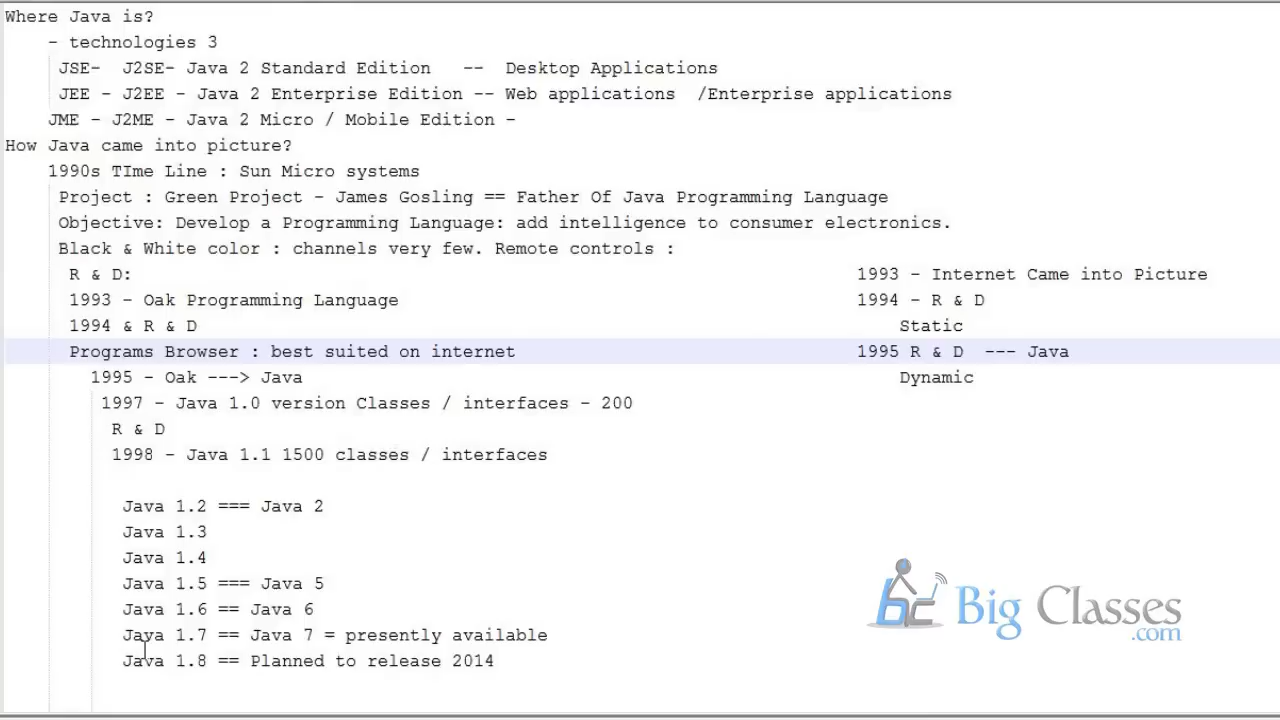 Where Java is?
- technologies 3
JSE- J2SE- Java 2 Standard Edition -- Desktop Applications
JEE - J2EE - Java 2 Enterprise Edition -- Web applications /Enterprise applications
JME - J2ME - Java 2 Micro / Mobile Edition -
How Java came into picture?
1990s TIme Line : Sun Micro systems
Project : Green Project - James Gosling == Father Of Java Programming Language
Objective: Develop a Programming Language: add intelligence to consumer electronics.
Black & White color : channels very few. Remote controls :
R & D: 1993 - Internet Came into Picture
1993 - Oak Programming Language 1994 - R & D
1994 & R & D Static
Programs Browser : best suited on internet 1995 R & D --- Java
1995 - Oak ---> Java Dynamic
1997 - Java 1.0 version Classes / interfaces - 200
R & D
1998 - Java 1.1 1500 classes / interfaces
Java 1.2 === Java 2
Java 1.3
Java 1.4
Java 1.5 === Java 5
Java 1.6 == Java 6
Java 1.7 == Java 7 = presently available
Java 1.8 == Planned to release 2014
bc Big Classes
.com